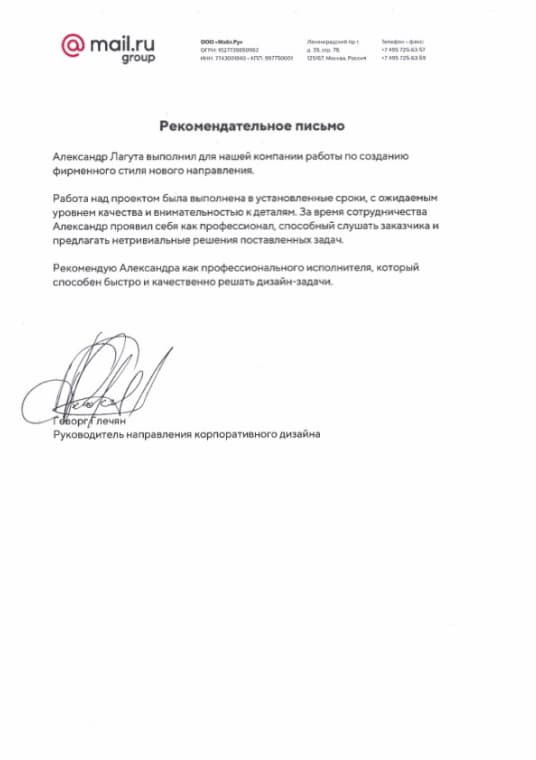 @mail.ru
group
ООО «Мэйл.Ру»
ОГРН: 1027739850962
ИНН: 7743001840 • КПП: 997750001
Ленинградский пр-т,
д. 39, стр. 79,
125167, Москва, Россия
Телефон • факс:
+7 495 725-63-57
+7 495 725-63-59
Рекомендательное письмо
Александр Лагута выполнил для нашей компании работы по созданию
фирменного стиля нового направления.
Работа над проектом была выполнена в установленные сроки, с ожидаемым
уровнем качества и внимательностью к деталям. За время сотрудничества
Александр проявил себя как профессионал, способный слушать заказчика и
предлагать нетривиальные решения поставленных задач.
Рекомендую Александра как профессионального исполнителя, который
способен быстро и качественно решать дизайн-задачи.
Геворг Глечян
Руководитель направления корпоративного дизайна